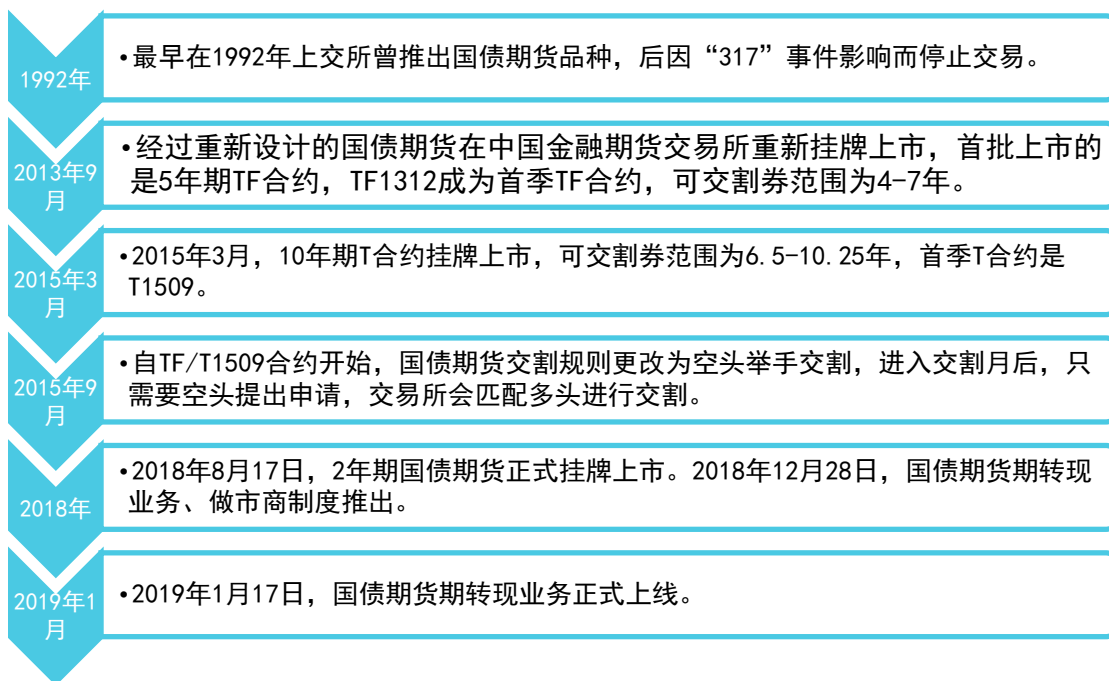 1992年
•最早在1992年上交所曾推出国债期货品种，后因“317”事件影响而停止交易。
2013年9
月
•经过重新设计的国债期货在中国金融期货交易所重新挂牌上市，首批上市的
是5年期TF合约，TF1312成为首季TF合约，可交割券范围为4-7年。
2015年3
月
•2015年3月，10年期T合约挂牌上市，可交割券范围为6.5-10.25年，首季T合约是
T1509。
2015年9
月
•自TF/T1509合约开始，国债期货交割规则更改为空头举手交割，进入交割月后，只
需要空头提出申请，交易所会匹配多头进行交割。
2018年
•2018年8月17日，2年期国债期货正式挂牌上市。2018年12月28日，国债期货期转现
业务、做市商制度推出。
2019年1
月
•2019年1月17日，国债期货期转现业务正式上线。